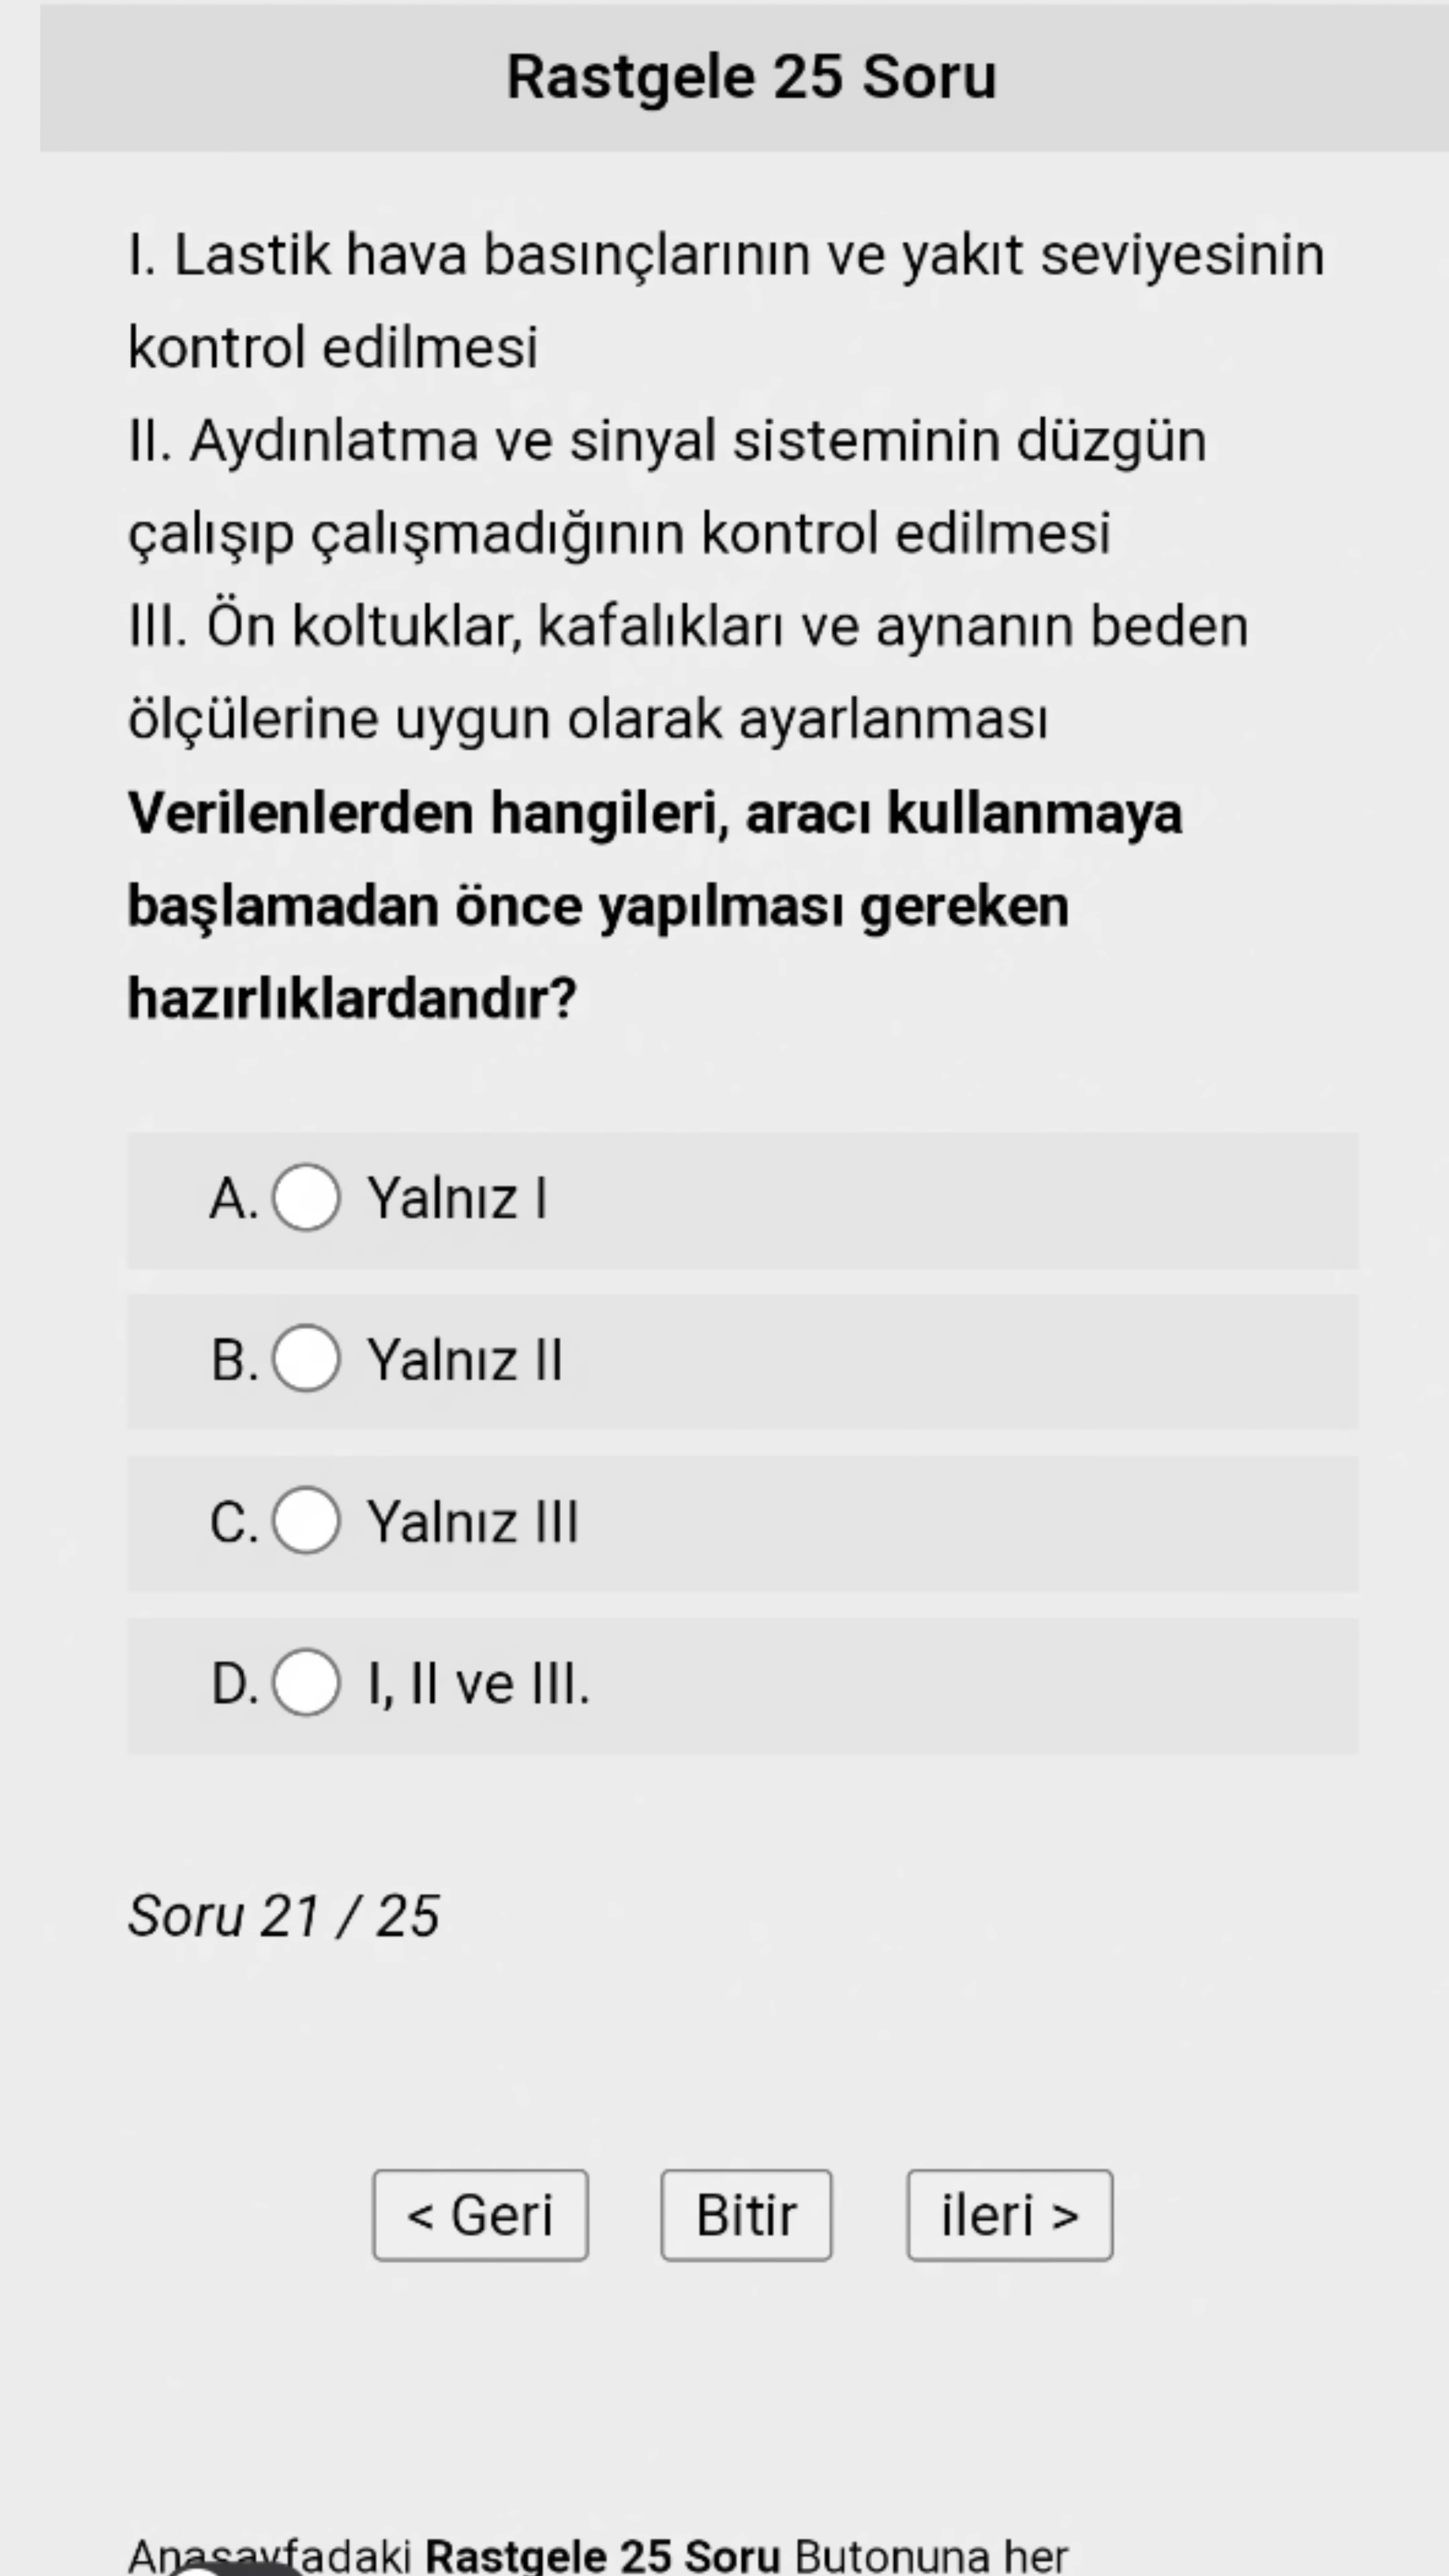 Rastgele 25 Soru
I. Lastik hava basınçlarının ve yakıt seviyesinin
kontrol edilmesi
II. Aydınlatma ve sinyal sisteminin düzgün
çalışıp çalışmadığının kontrol edilmesi
III. Ön koltuklar, kafalıkları ve aynanın beden
ölçülerine uygun olarak ayarlanması
Verilenlerden hangileri, aracı kullanmaya
başlamadan önce yapılması gereken
hazırlıklardandır?
A. Yalnız I
B. Yalnız II
C. Yalnız III
D. I, II ve III.
Soru 21 / 25
< Geri Bitir ileri >
Anasayfadaki Rastgele 25 Soru Butonuna her